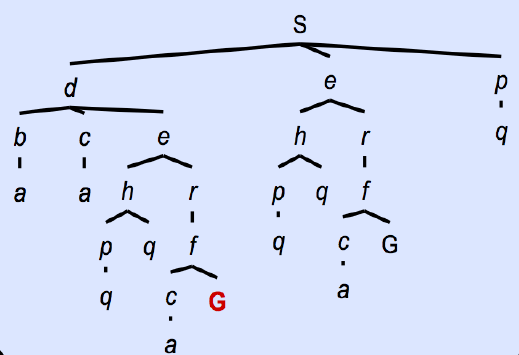 S
d e p
b c e h r q
a a h r p q f
p q f q c G
q c G a
a